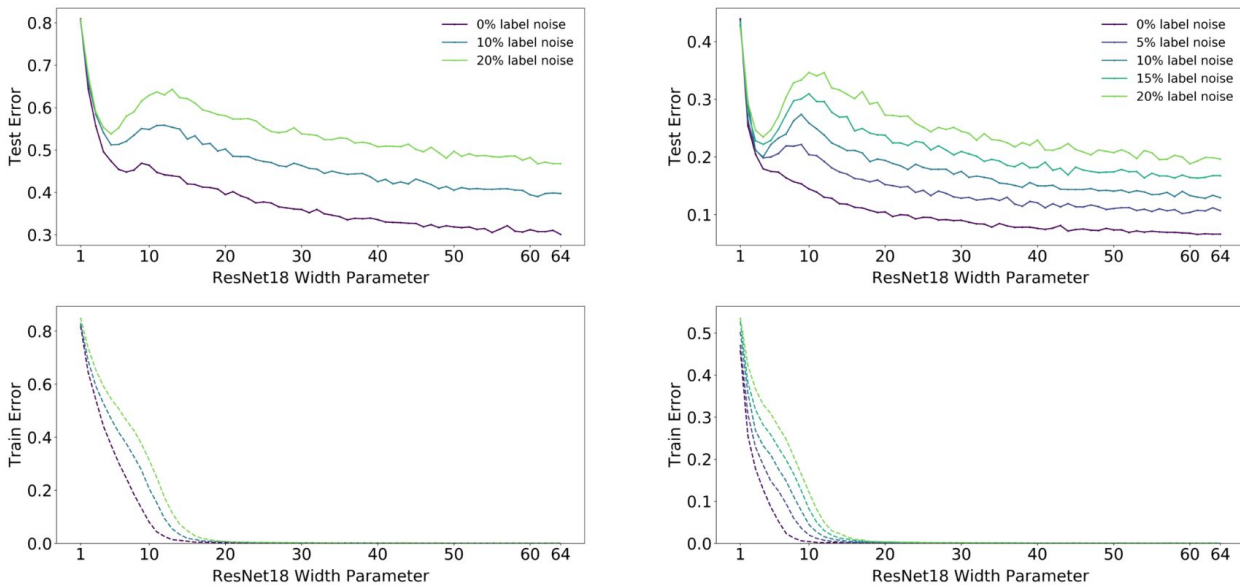 0.8
0.7
0.6
0.5
0.4
0.3
Test Error
0% label noise
10% label noise
20% label noise
1 10 20 30 40 50 60 64
ResNet18 Width Parameter
0.4
0.3
0.2
0.1
Test Error
0% label noise
5% label noise
10% label noise
15% label noise
20% label noise
1 10 20 30 40 50 60 64
ResNet18 Width Parameter
0.8
0.6
0.4
0.2
0.0
Train Error
1 10 20 30 40 50 60 64
ResNet18 Width Parameter
0.5
0.4
0.3
0.2
0.1
0.0
Train Error
1 10 20 30 40 50 60 64
ResNet18 Width Parameter